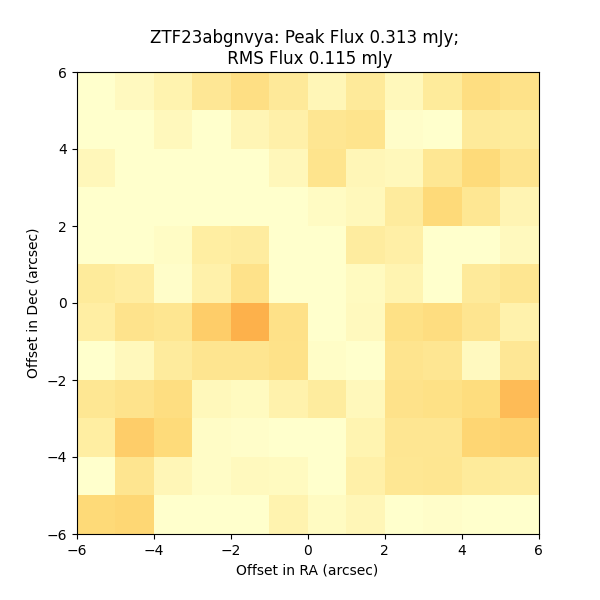 ZTF23abgnvya: Peak Flux 0.313 mJy;
RMS Flux 0.115 mJy
6
4
2
0
−2
−4
−6
Offset in Dec (arcsec)
−6 −4 −2 0 2 4 6
Offset in RA (arcsec)